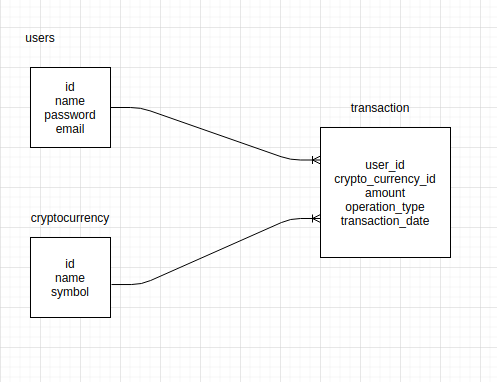 users
id
name
password
email
transaction
user_id
crypto_currency_id
amount
operation_type
transaction_date
cryptocurrency
id
name
symbol